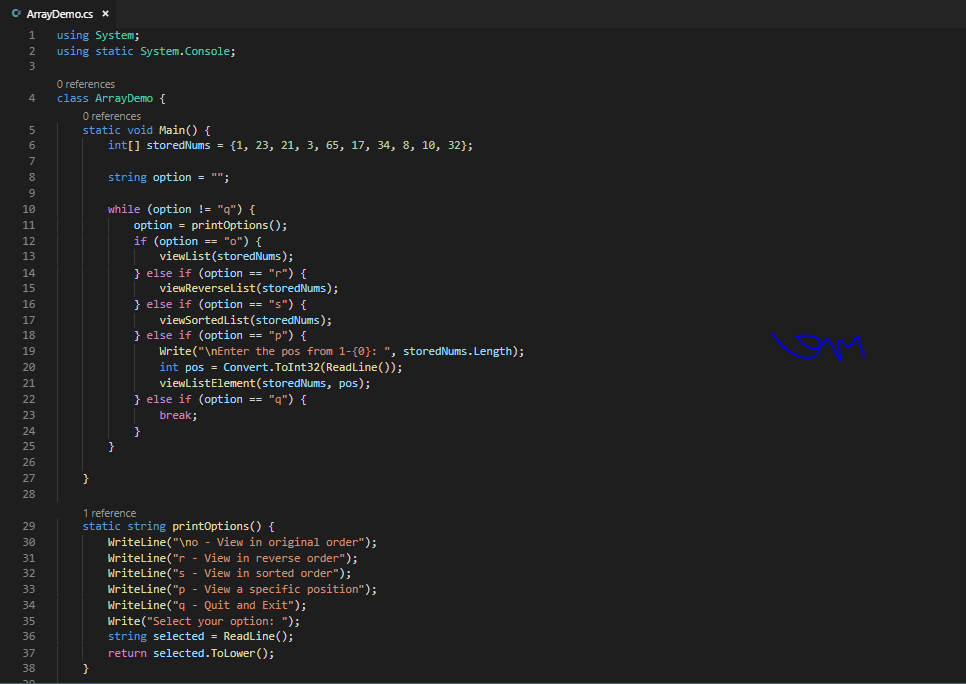 ArrayDemo.cs ×
1 using System;
2 using static System.Console;
3
0 references
4 class ArrayDemo {
0 references
5 static void Main() {
6 int[] storedNums = {1, 23, 21, 3, 65, 17, 34, 8, 10, 32};
7
8 string option = "";
9
10 while (option != "q") {
11 option = printOptions();
12 if (option == "o") {
13 viewList(storedNums);
14 } else if (option == "r") {
15 viewReverseList(storedNums);
16 } else if (option == "s") {
17 viewSortedList(storedNums);
18 } else if (option == "p") {
19 Write("\nEnter the pos from 1-{0}: ", storedNums.Length);
20 int pos = Convert.ToInt32(ReadLine());
21 viewListElement(storedNums, pos);
22 } else if (option == "q") {
23 break;
24 }
25 }
26
27 }
28
1 reference
29 static string printOptions() {
30 WriteLine("\no - View in original order");
31 WriteLine("r - View in reverse order");
32 WriteLine("s - View in sorted order");
33 WriteLine("p - View a specific position");
34 WriteLine("q - Quit and Exit");
35 Write("Select your option: ");
36 string selected = ReadLine();
37 return selected.ToLower();
38 }